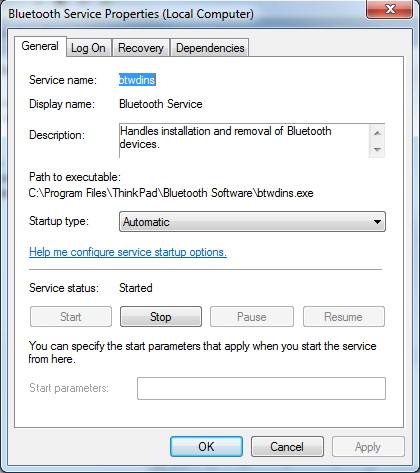 Bluetooth Service Properties (Local Computer)
General Log On Recovery Dependencies
Service name: btwdins
Display name: Bluetooth Service
Description: Handles installation and removal of Bluetooth
devices.
Path to executable:
C:\Program Files\ThinkPad\Bluetooth Software\btwdins.exe
Startup type: Automatic
Help me configure service startup options.
Service status: Started
Start Stop Pause Resume
You can specify the start parameters that apply when you start the service
from here.
Start parameters:
OK Cancel Apply